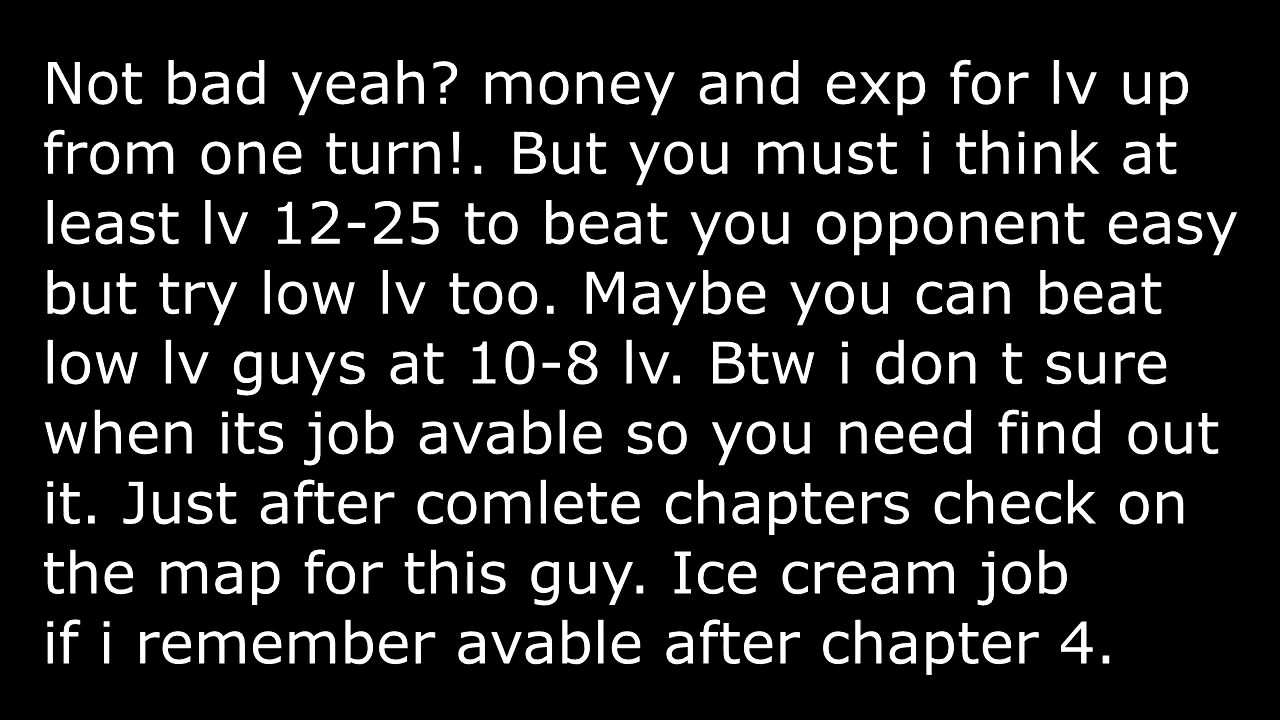 Not bad yeah? money and exp for lv up
from one turn!. But you must i think at
least lv 12-25 to beat you opponent easy
but try low lv too. Maybe you can beat
low lv guys at 10-8 lv. Btw i don t sure
when its job avable so you need find out
it. Just after comlete chapters check on
the map for this guy. Ice cream job
if i remember avable after chapter 4.